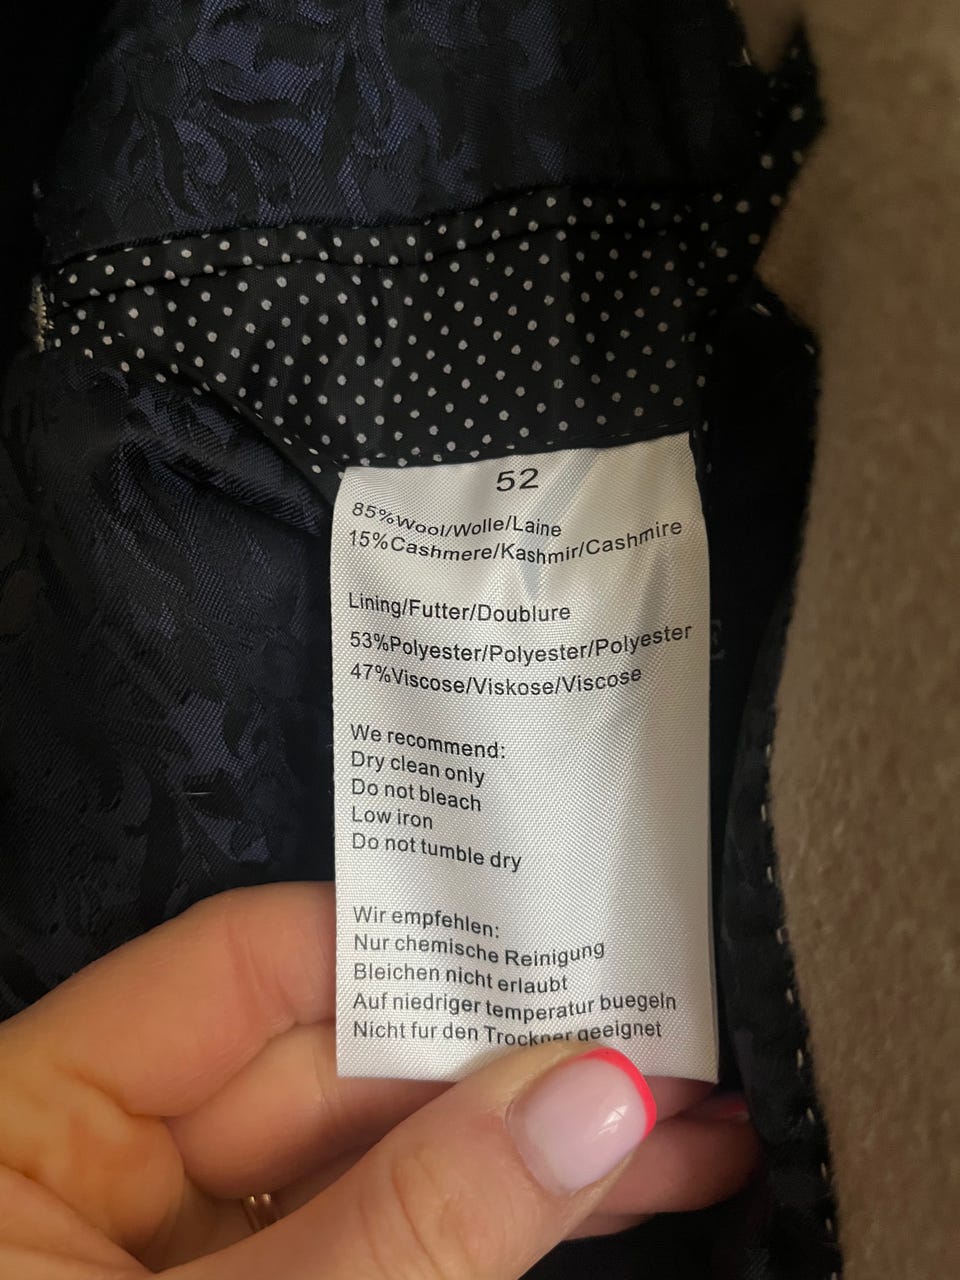 52
85%Wool/Wolle/Laine
15%Cashmere/Kashmir/Cashmire
Lining/Futter/Doublure
53%Polyester/Polyester/Polyester
47%Viscose/Viskose/Viscose
We recommend:
Dry clean only
Do not bleach
Low iron
Do not tumble dry
Wir empfehlen:
Nur chemische Reinigung
Bleichen nicht erlaubt
Auf niedriger temperatur buegeln
Nicht fur den Trockner geeignet